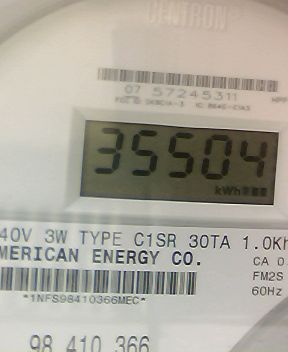 CENTRON
07 57245311
35504
kWh
40V 3W TYPE C1SR 30TA 1.0Kh
MERICAN ENERGY CO.
CA 0.
FM2S
60Hz
*1NFS98410366MEC*
98 410 366